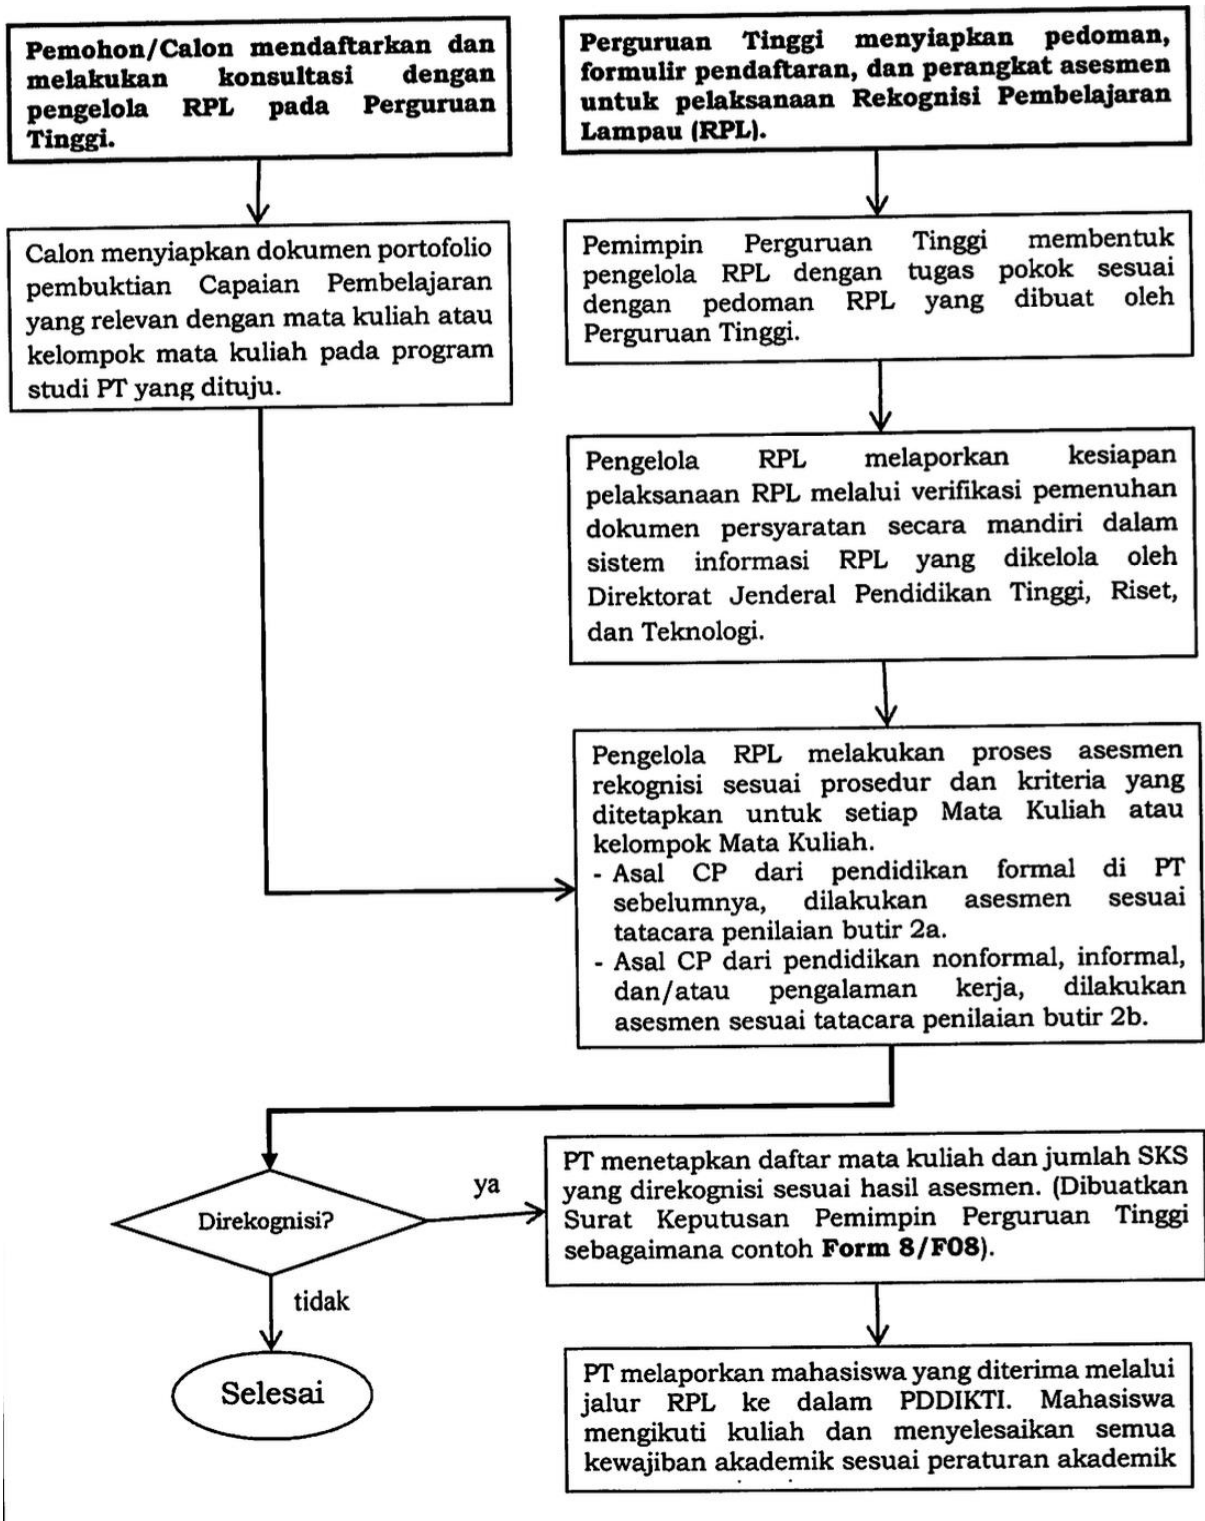 Pemohon/Calon mendaftarkan dan
melakukan konsultasi dengan
pengelola RPL pada Perguruan
Tinggi.
Perguruan Tinggi menyiapkan pedoman,
formulir pendaftaran, dan perangkat asesmen
untuk pelaksanaan Rekognisi Pembelajaran
Lampau (RPL).
Calon menyiapkan dokumen portofolio
pembuktian Capaian Pembelajaran
yang relevan dengan mata kuliah atau
kelompok mata kuliah pada program
studi PT yang dituju.
Pemimpin Perguruan Tinggi membentuk
pengelola RPL dengan tugas pokok sesuai
dengan pedoman RPL yang dibuat oleh
Perguruan Tinggi.
Pengelola RPL melaporkan kesiapan
pelaksanaan RPL melalui verifikasi pemenuhan
dokumen persyaratan secara mandiri dalam
sistem informasi RPL yang dikelola oleh
Direktorat Jenderal Pendidikan Tinggi, Riset,
dan Teknologi.
Pengelola RPL melakukan proses asesmen
rekognisi sesuai prosedur dan kriteria yang
ditetapkan untuk setiap Mata Kuliah atau
kelompok Mata Kuliah.
- Asal CP dari pendidikan formal di PT
sebelumnya, dilakukan asesmen sesuai
tatacara penilaian butir 2a.
- Asal CP dari pendidikan nonformal, informal,
dan/atau pengalaman kerja, dilakukan
asesmen sesuai tatacara penilaian butir 2b.
Direkognisi?
ya
PT menetapkan daftar mata kuliah dan jumlah SKS
yang direkognisi sesuai hasil asesmen. (Dibuatkan
Surat Keputusan Pemimpin Perguruan Tinggi
sebagaimana contoh Form 8/F08).
tidak
Selesai
PT melaporkan mahasiswa yang diterima melalui
jalur RPL ke dalam PDDIKTI. Mahasiswa
mengikuti kuliah dan menyelesaikan semua
kewajiban akademik sesuai peraturan akademik